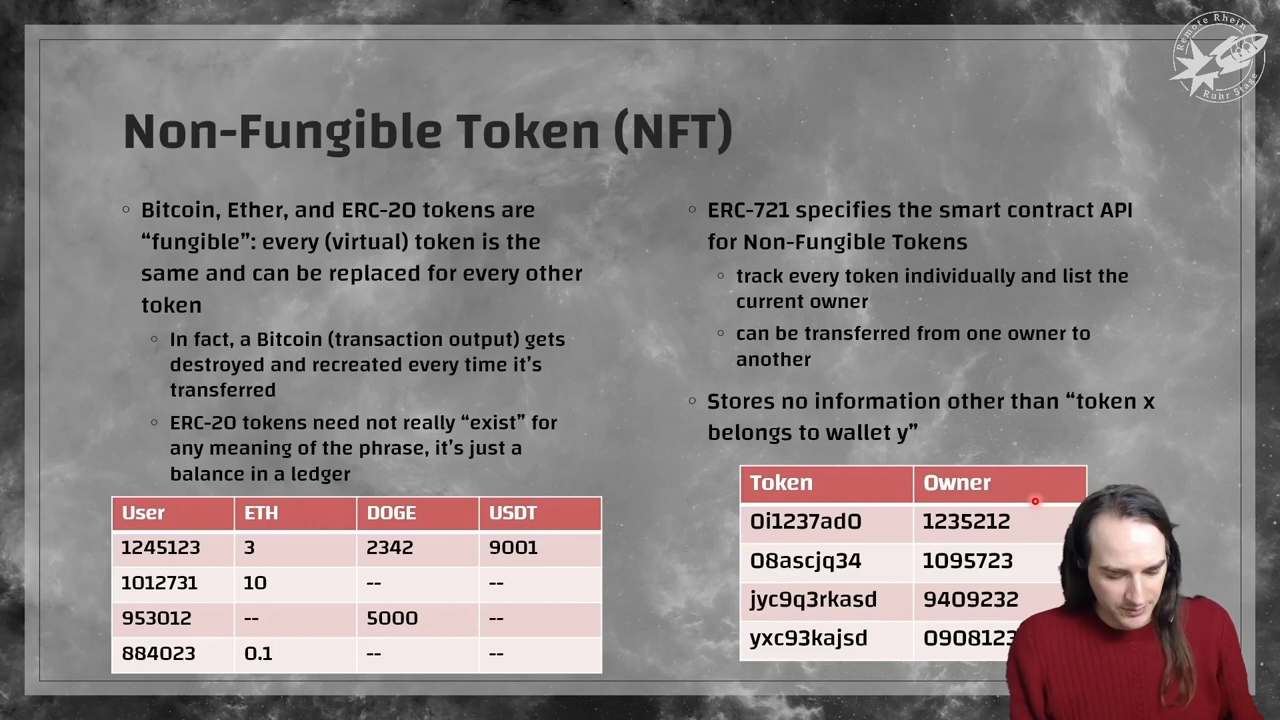 Remote Rhein
Ruhr Stage
Non-Fungible Token (NFT)
Bitcoin, Ether, and ERC-20 tokens are
“fungible”: every (virtual) token is the
same and can be replaced for every other
token
In fact, a Bitcoin (transaction output) gets
destroyed and recreated every time it’s
transferred
ERC-20 tokens need not really “exist” for
any meaning of the phrase, it’s just a
balance in a ledger
User ETH DOGE USDT
1245123 3 2342 9001
1012731 10 -- --
953012 -- 5000 --
884023 0.1 -- --
ERC-721 specifies the smart contract API
for Non-Fungible Tokens
track every token individually and list the
current owner
can be transferred from one owner to
another
Stores no information other than “token x
belongs to wallet y”
Token Owner
0i1237ad0 1235212
08ascjq34 1095723
jyc9q3rkasd 9409232
yxc93kajsd 0908123